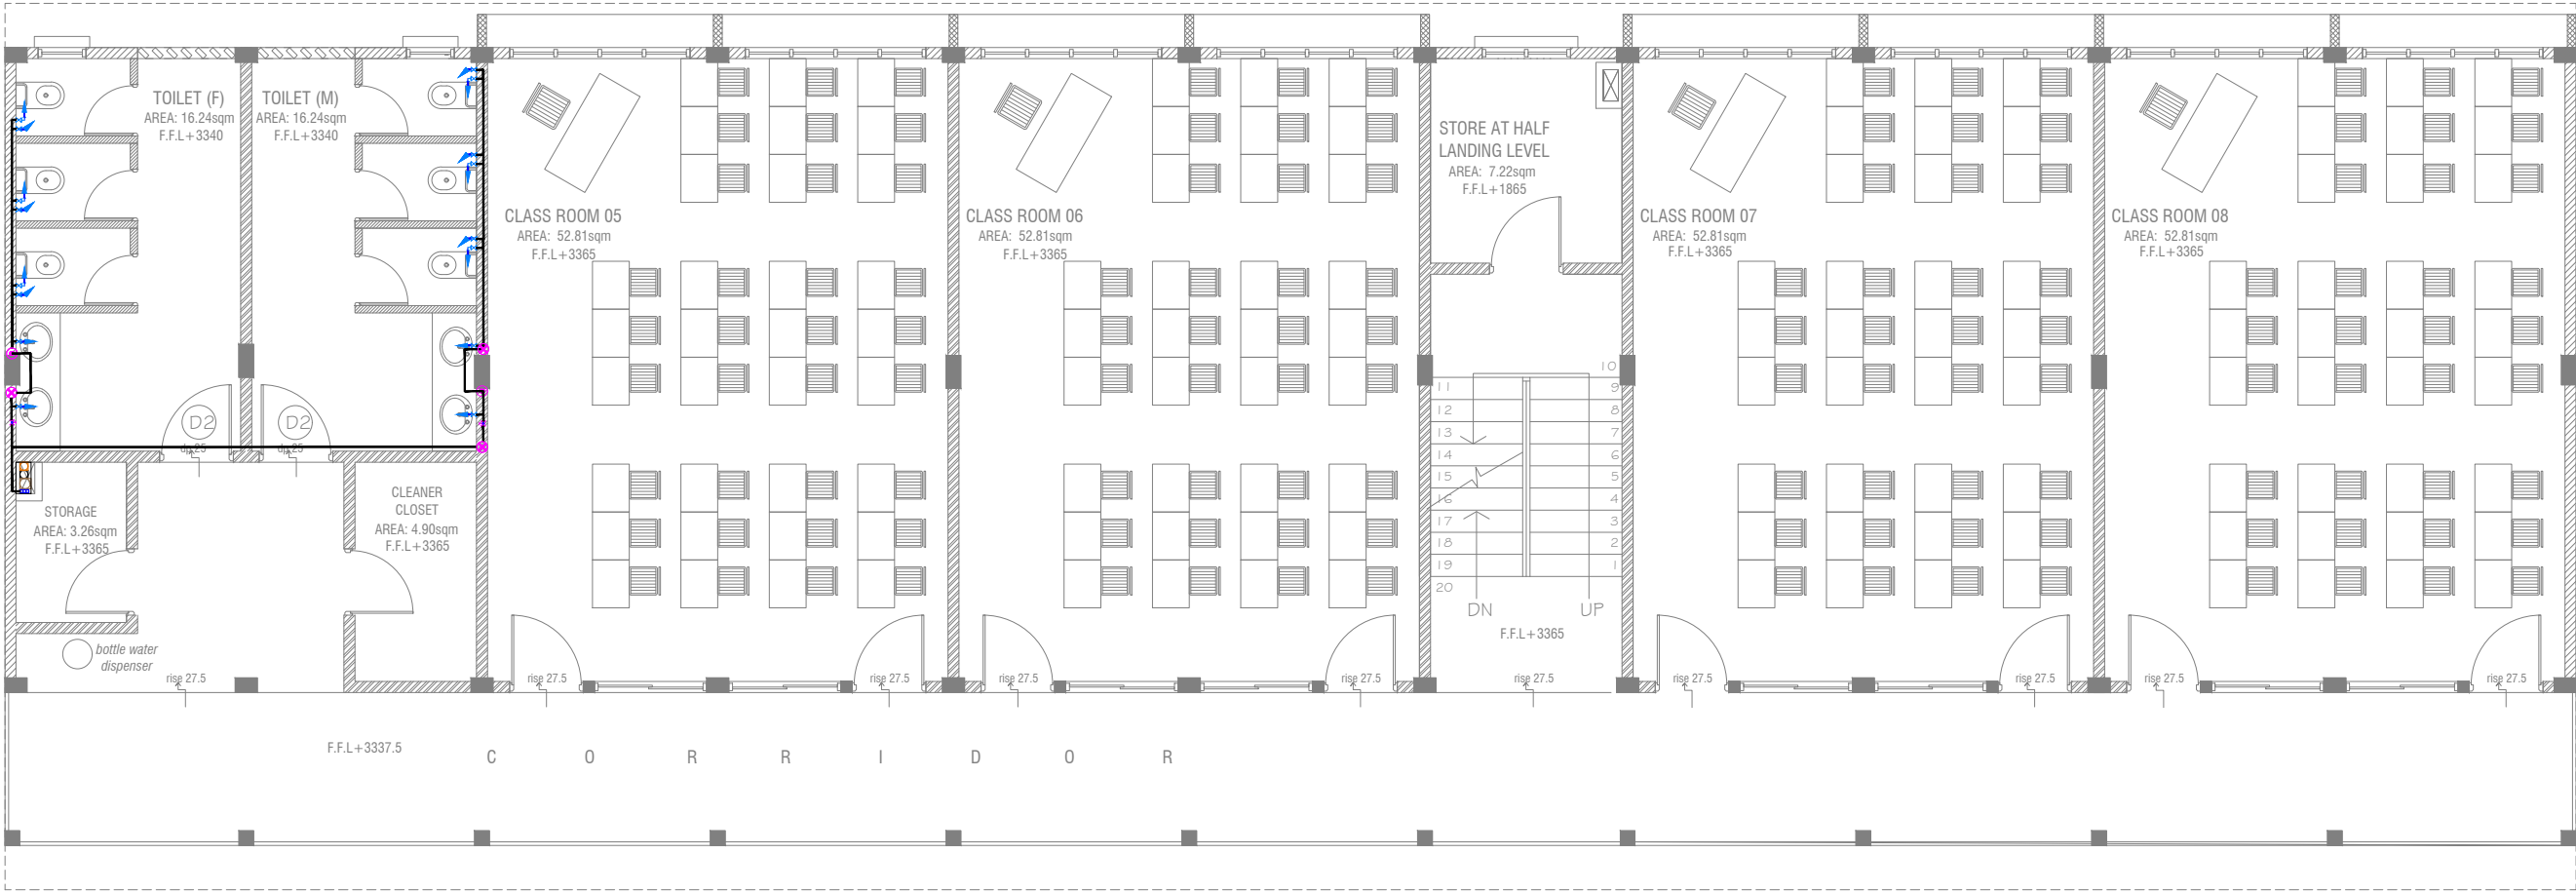 TOILET (F)
AREA: 16.24sqm
F.F.L+3340
TOILET (M)
AREA: 16.24sqm
F.F.L+3340
CLASS ROOM 05
AREA: 52.81sqm
F.F.L+3365
CLASS ROOM 06
AREA: 52.81sqm
F.F.L+3365
STORE AT HALF
LANDING LEVEL
AREA: 7.22sqm
F.F.L+1865
CLASS ROOM 07
AREA: 52.81sqm
F.F.L+3365
CLASS ROOM 08
AREA: 52.81sqm
F.F.L+3365
D2
D2
10
11
9
12
8
13
7
14
6
15
5
16
4
17
3
18
2
19
1
20
DN
UP
F.F.L+3365
STORAGE
AREA: 3.26sqm
F.F.L+3365
CLEANER
CLOSET
AREA: 4.90sqm
F.F.L+3365
bottle water
dispenser
rise 27.5
rise 27.5
rise 27.5
rise 27.5
rise 27.5
rise 27.5
rise 27.5
rise 27.5
rise 27.5
rise 27.5
F.F.L+3337.5
C O R R I D O R